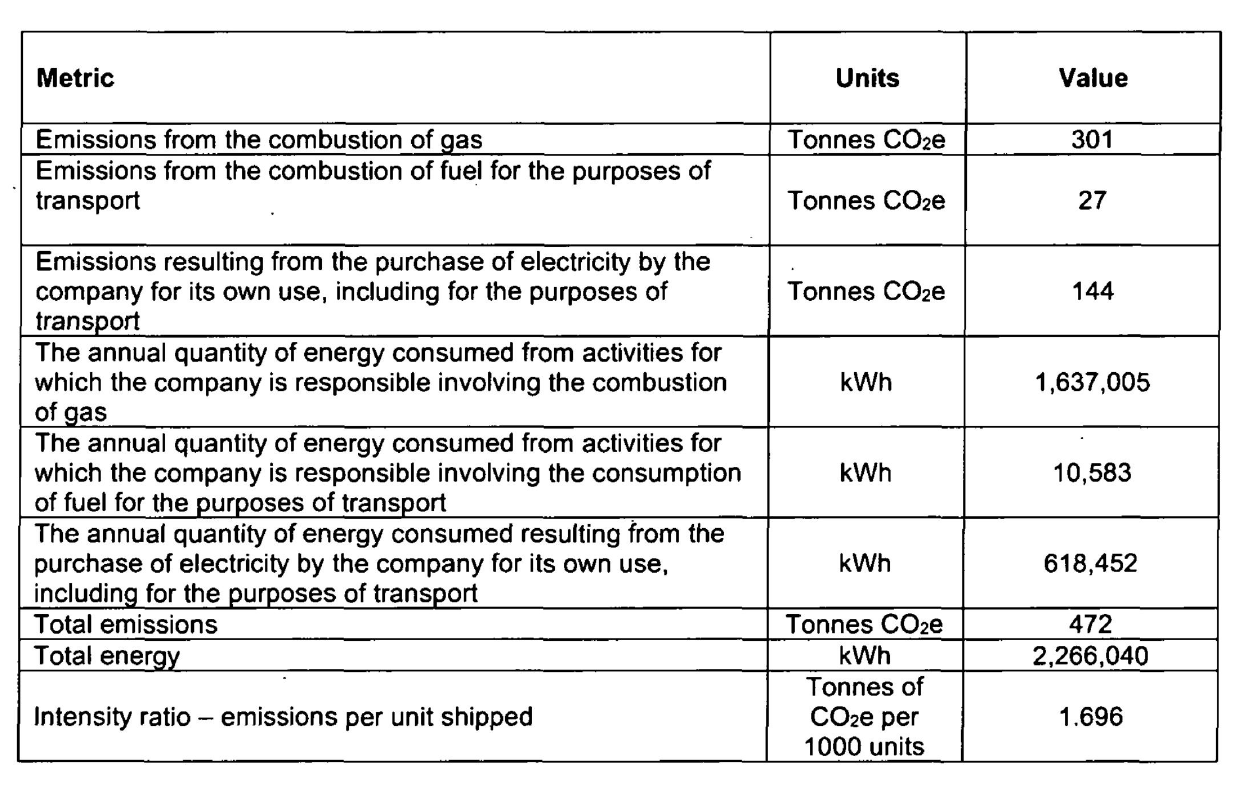 Metric Units Value
Emissions from the combustion of gas Tonnes CO₂e 301
Emissions from the combustion of fuel for the purposes of
transport Tonnes CO₂e 27
Emissions resulting from the purchase of electricity by the
company for its own use, including for the purposes of Tonnes CO₂e 144
transport
The annual quantity of energy consumed from activities for
which the company is responsible involving the combustion kWh 1,637,005
of gas
The annual quantity of energy consumed from activities for
which the company is responsible involving the consumption kWh 10,583
of fuel for the purposes of transport
The annual quantity of energy consumed resulting from the
purchase of electricity by the company for its own use, kWh 618,452
including for the purposes of transport
Total emissions Tonnes CO₂e 472
Total energy kWh 2,266,040
Tonnes of
Intensity ratio – emissions per unit shipped CO₂e per 1.696
1000 units